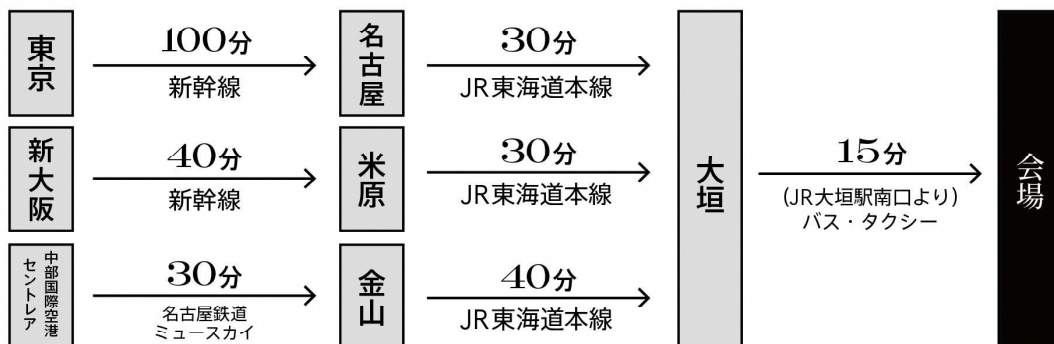 東京
100分
新幹線
名古屋
30分
JR東海道本線
新大阪
40分
新幹線
米原
30分
JR東海道本線
中部国際空港
セントレア
30分
名古屋鉄道
ミュースカイ
金山
40分
JR東海道本線
大垣
15分
(JR大垣駅南口より)
バス・タクシー
会場